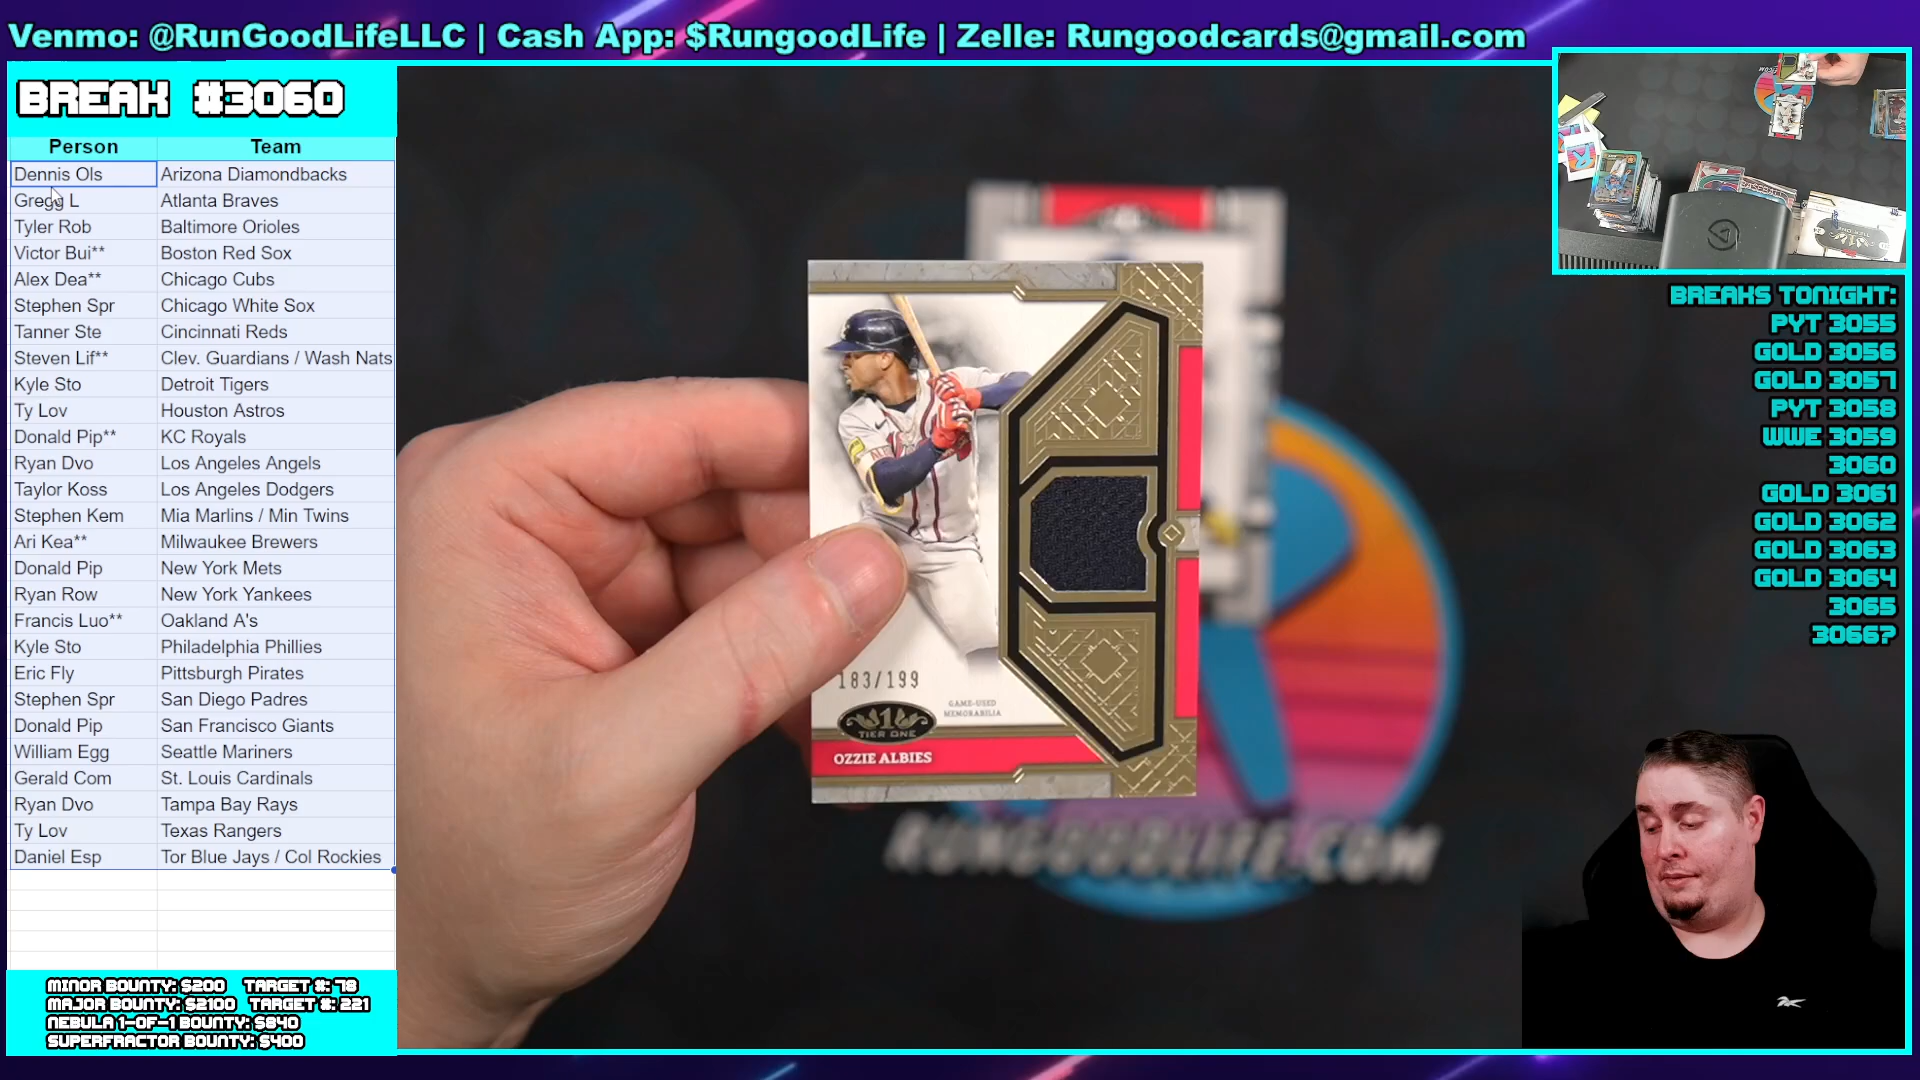 Venmo: @RunGoodLifeLLC | Cash App: $RungoodLife | Zelle: Rungoodcards@gmail.com
BREAK #3060
Person Team
Dennis Ols Arizona Diamondbacks
Gregg L Atlanta Braves
Tyler Rob Baltimore Orioles
Victor Bui** Boston Red Sox
Alex Dea** Chicago Cubs
Stephen Spr Chicago White Sox
Tanner Ste Cincinnati Reds
Steven Lif** Clev. Guardians / Wash Nats
Kyle Sto Detroit Tigers
Ty Lov Houston Astros
Donald Pip** KC Royals
Ryan Dvo Los Angeles Angels
Taylor Koss Los Angeles Dodgers
Stephen Kem Mia Marlins / Min Twins
Ari Kea** Milwaukee Brewers
Donald Pip New York Mets
Ryan Row New York Yankees
Francis Luo** Oakland A's
Kyle Sto Philadelphia Phillies
Eric Fly Pittsburgh Pirates
Stephen Spr San Diego Padres
Donald Pip San Francisco Giants
William Egg Seattle Mariners
Gerald Com St. Louis Cardinals
Ryan Dvo Tampa Bay Rays
Ty Lov Texas Rangers
Daniel Esp Tor Blue Jays / Col Rockies
MINOR BOUNTY: $200 TARGET #: 78
MAJOR BOUNTY: $2100 TARGET #: 221
NEBULA 1-OF-1 BOUNTY: $840
SUPERFRACTOR BOUNTY: $400
183/199
GAME-USED
MEMORABILIA
1
TIER ONE
OZZIE ALBIES
RUNGOODLIFE.COM
BREAKS TONIGHT:
PYT 3055
GOLD 3056
GOLD 3057
PYT 3058
WWE 3059
3060
GOLD 3061
GOLD 3062
GOLD 3063
GOLD 3064
3065
3066?